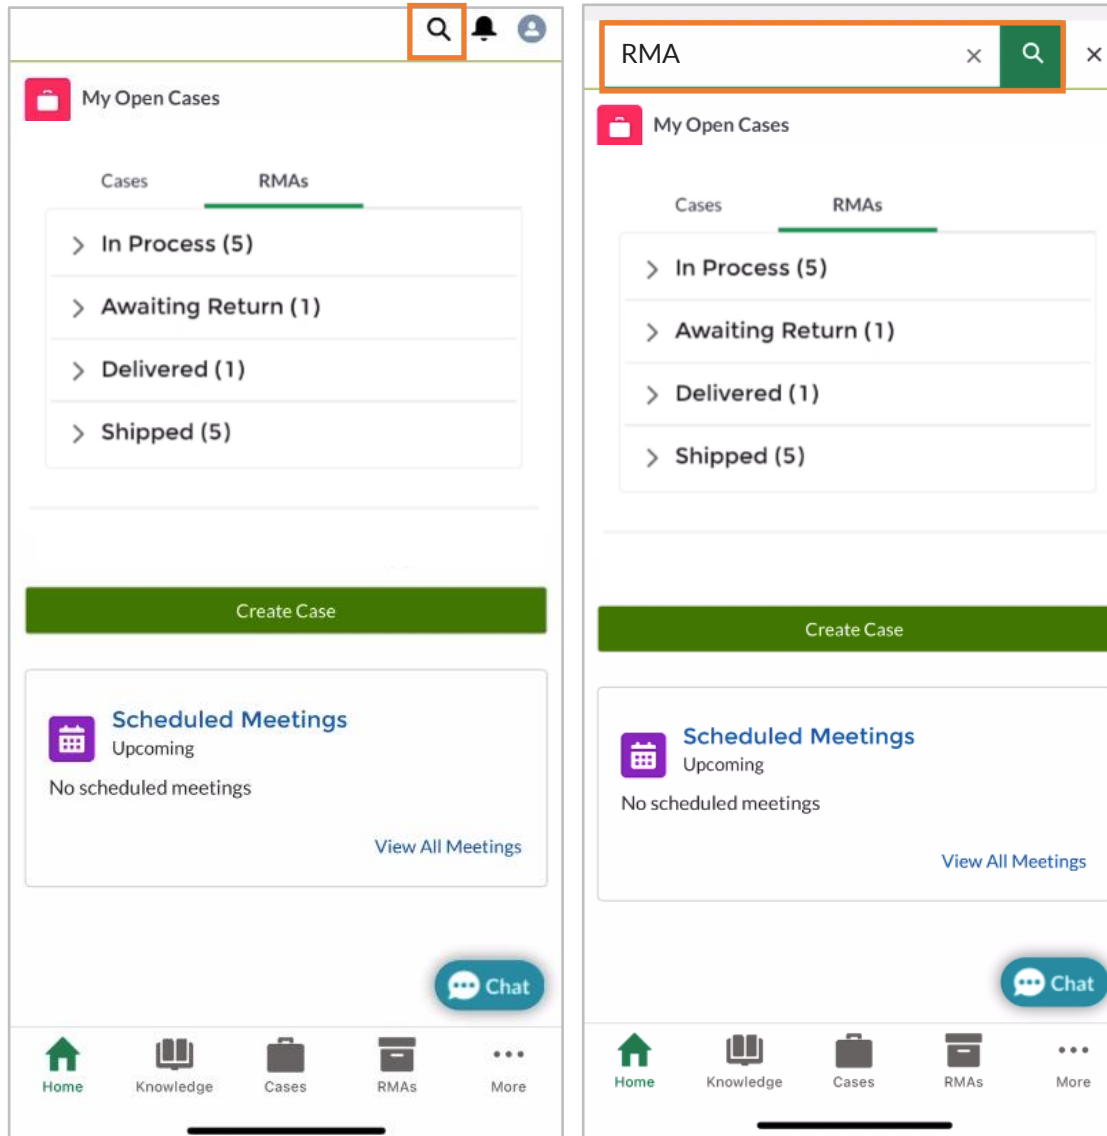 My Open Cases
Cases RMAs
In Process (5)
Awaiting Return (1)
Delivered (1)
Shipped (5)
Create Case
Scheduled Meetings
Upcoming
No scheduled meetings
View All Meetings
Chat
Home Knowledge Cases RMAs More
RMA
My Open Cases
Cases RMAs
In Process (5)
Awaiting Return (1)
Delivered (1)
Shipped (5)
Create Case
Scheduled Meetings
Upcoming
No scheduled meetings
View All Meetings
Chat
Home Knowledge Cases RMAs More